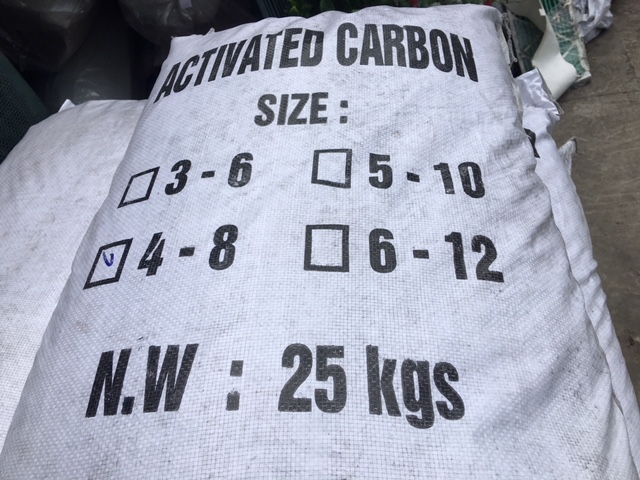 ACTIVATED CARBON
SIZE :
3 - 6 5 - 10
4 - 8 6 - 12
N.W : 25 kgs